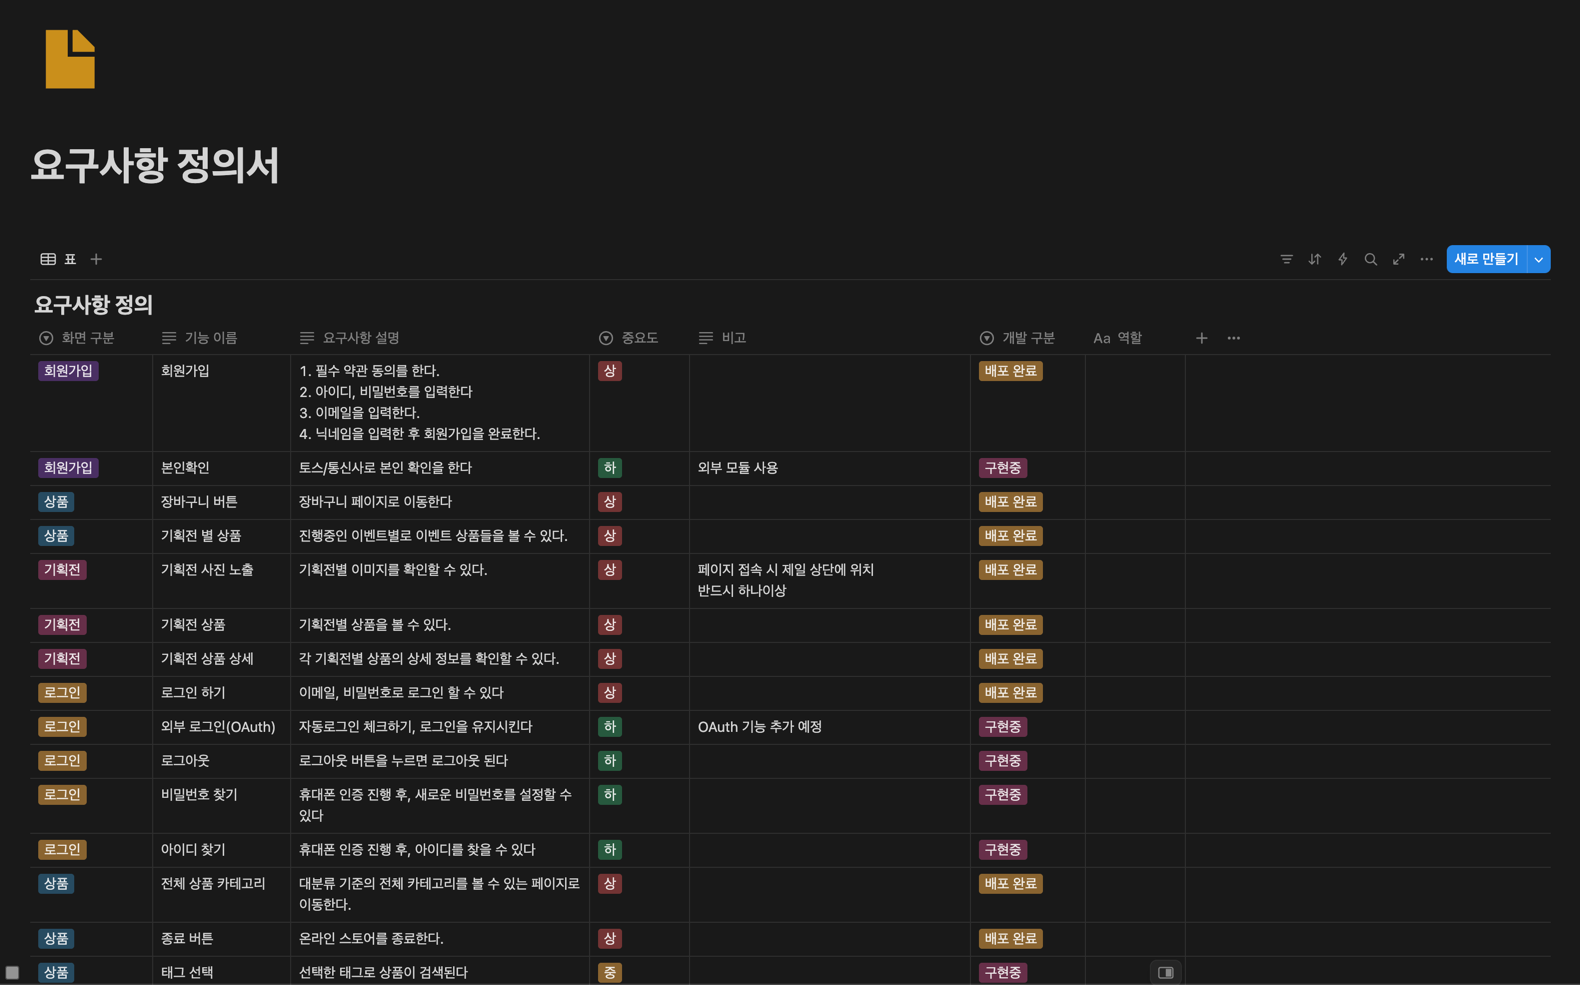 요구사항 정의서
표
새로 만들기
요구사항 정의
화면 구분 기능 이름 요구사항 설명 중요도 비고 개발 구분 Aa 역할
회원가입 회원가입 1. 필수 약관 동의를 한다. 상 배포 완료
2. 아이디, 비밀번호를 입력한다
3. 이메일을 입력한다.
4. 닉네임을 입력한 후 회원가입을 완료한다.
회원가입 본인확인 토스/통신사로 본인 확인을 한다 하 외부 모듈 사용 구현중
상품 장바구니 버튼 장바구니 페이지로 이동한다 상 배포 완료
상품 기획전 별 상품 진행중인 이벤트별로 이벤트 상품들을 볼 수 있다. 상 배포 완료
기획전 기획전 사진 노출 기획전별 이미지를 확인할 수 있다. 상 페이지 접속 시 제일 상단에 위치 배포 완료
반드시 하나이상
기획전 기획전 상품 기획전별 상품을 볼 수 있다. 상 배포 완료
기획전 기획전 상품 상세 각 기획전별 상품의 상세 정보를 확인할 수 있다. 상 배포 완료
로그인 로그인 하기 이메일, 비밀번호로 로그인 할 수 있다 상 배포 완료
로그인 외부 로그인(OAuth) 자동로그인 체크하기, 로그인을 유지시킨다 하 OAuth 기능 추가 예정 구현중
로그인 로그아웃 로그아웃 버튼을 누르면 로그아웃 된다 하 구현중
로그인 비밀번호 찾기 휴대폰 인증 진행 후, 새로운 비밀번호를 설정할 수 하 구현중
있다
로그인 아이디 찾기 휴대폰 인증 진행 후, 아이디를 찾을 수 있다 하 구현중
상품 전체 상품 카테고리 대분류 기준의 전체 카테고리를 볼 수 있는 페이지로 상 배포 완료
이동한다.
상품 종료 버튼 온라인 스토어를 종료한다. 상 배포 완료
상품 태그 선택 선택한 태그로 상품이 검색된다 중 구현중